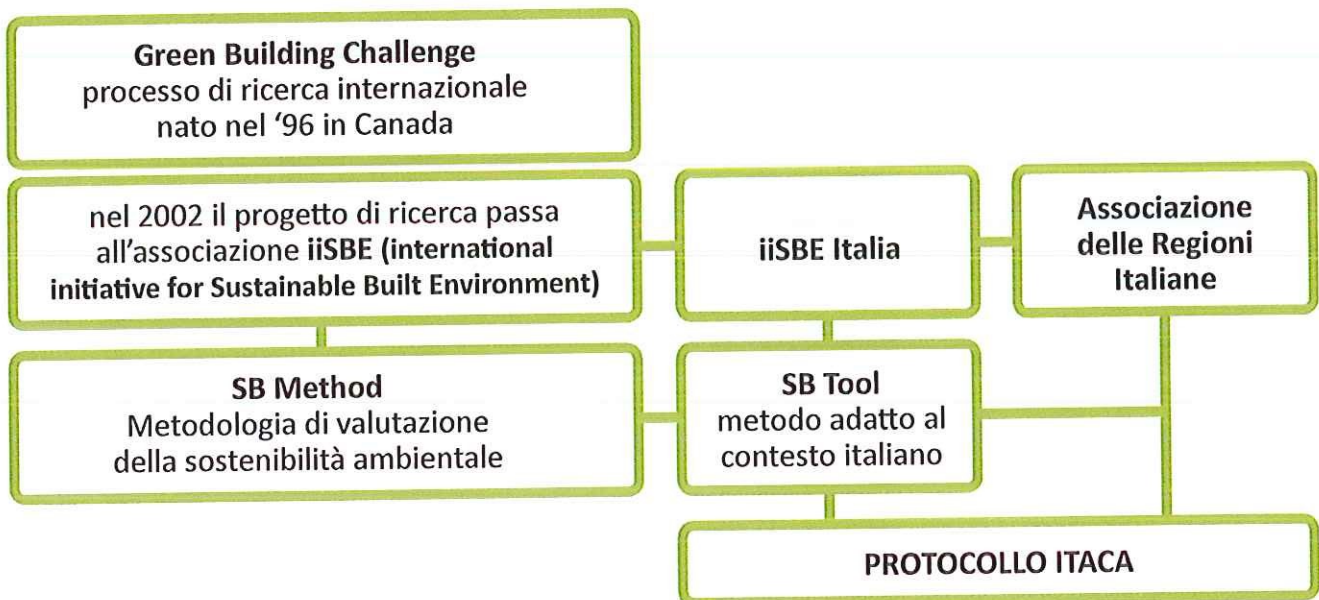 Green Building Challenge
processo di ricerca internazionale
nato nel ‘96 in Canada
nel 2002 il progetto di ricerca passa
all’associazione iiSBE (international
initiative for Sustainable Built Environment)
iiSBE Italia
Associazione
delle Regioni
Italiane
SB Method
Metodologia di valutazione
della sostenibilità ambientale
SB Tool
metodo adatto al
contesto italiano
PROTOCOLLO ITACA